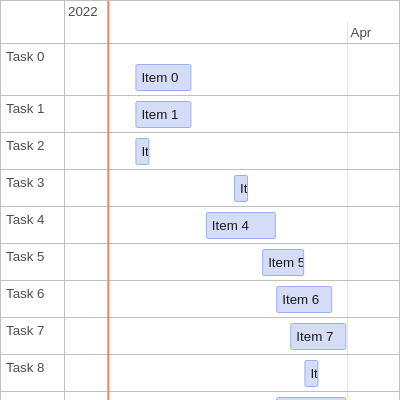 2022
Apr
Task 0
Item 0
Task 1
Item 1
Task 2
It
Task 3
It
Task 4
Item 4
Task 5
Item 5
Task 6
Item 6
Task 7
Item 7
Task 8
It